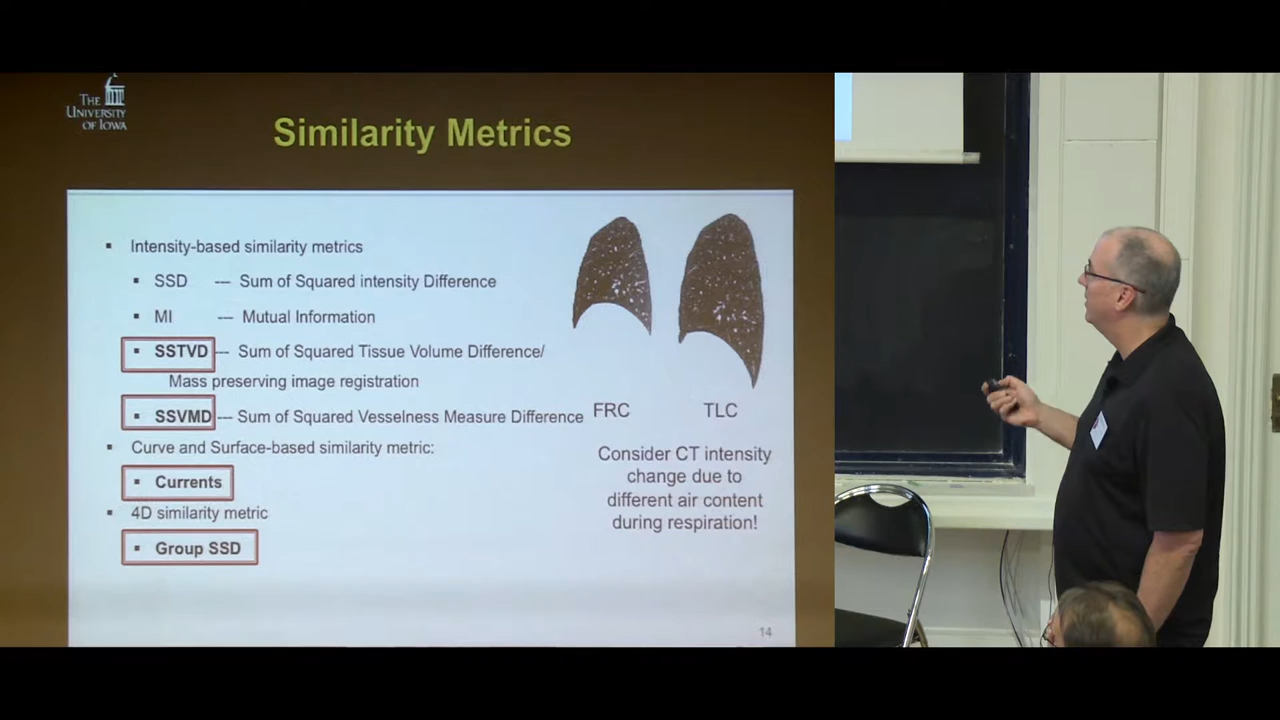 THE
UNIVERSITY
OF IOWA
Similarity Metrics
▪ Intensity-based similarity metrics
▪ SSD --- Sum of Squared intensity Difference
▪ MI --- Mutual Information
▪ SSTVD --- Sum of Squared Tissue Volume Difference/
Mass preserving image registration
▪ SSVMD --- Sum of Squared Vesselness Measure Difference
▪ Curve and Surface-based similarity metric:
▪ Currents
▪ 4D similarity metric
▪ Group SSD
FRC TLC
Consider CT intensity
change due to
different air content
during respiration!
14